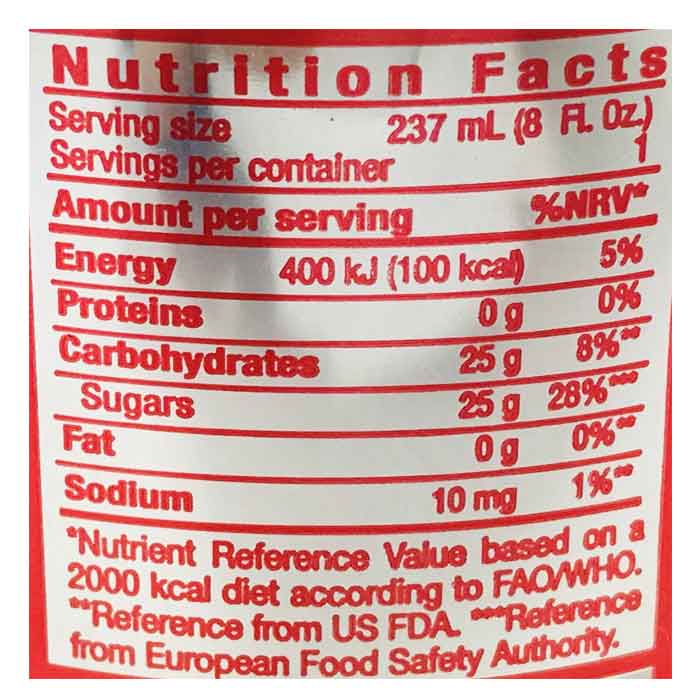 Nutrition Facts
Serving size 237 mL (8 Fl. Oz.)
Servings per container 1
Amount per serving %NRV*
Energy 400 kJ (100 kcal) 5%
Proteins 0 g 0%
Carbohydrates 25 g 8%**
Sugars 25 g 28%***
Fat 0 g 0%**
Sodium 10 mg 1%**
*Nutrient Reference Value based on a
2000 kcal diet according to FAO/WHO.
**Reference from US FDA. ***Reference
from European Food Safety Authority.